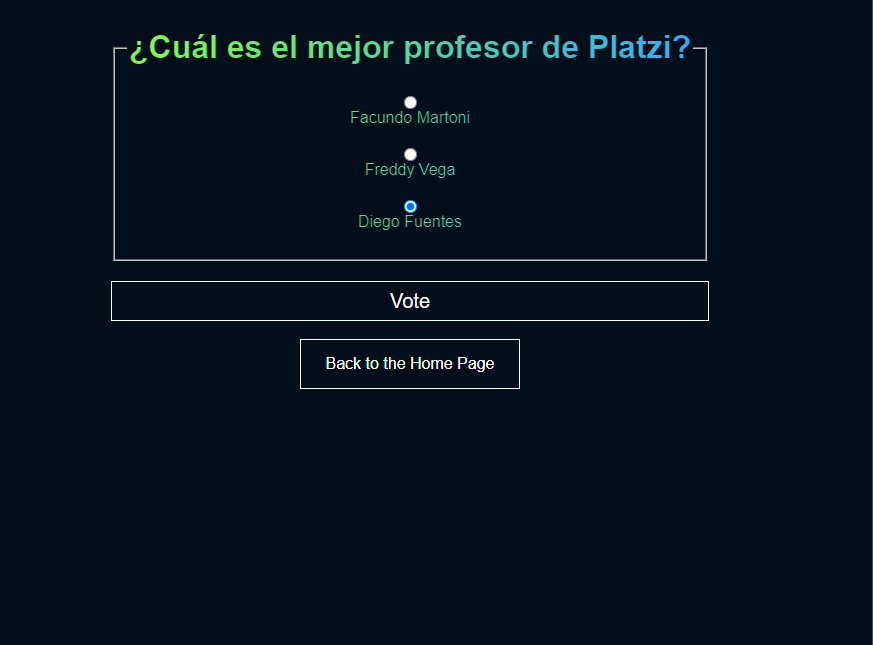 ¿Cuál es el mejor profesor de Platzi?
Facundo Martoni
Freddy Vega
Diego Fuentes
Vote
Back to the Home Page